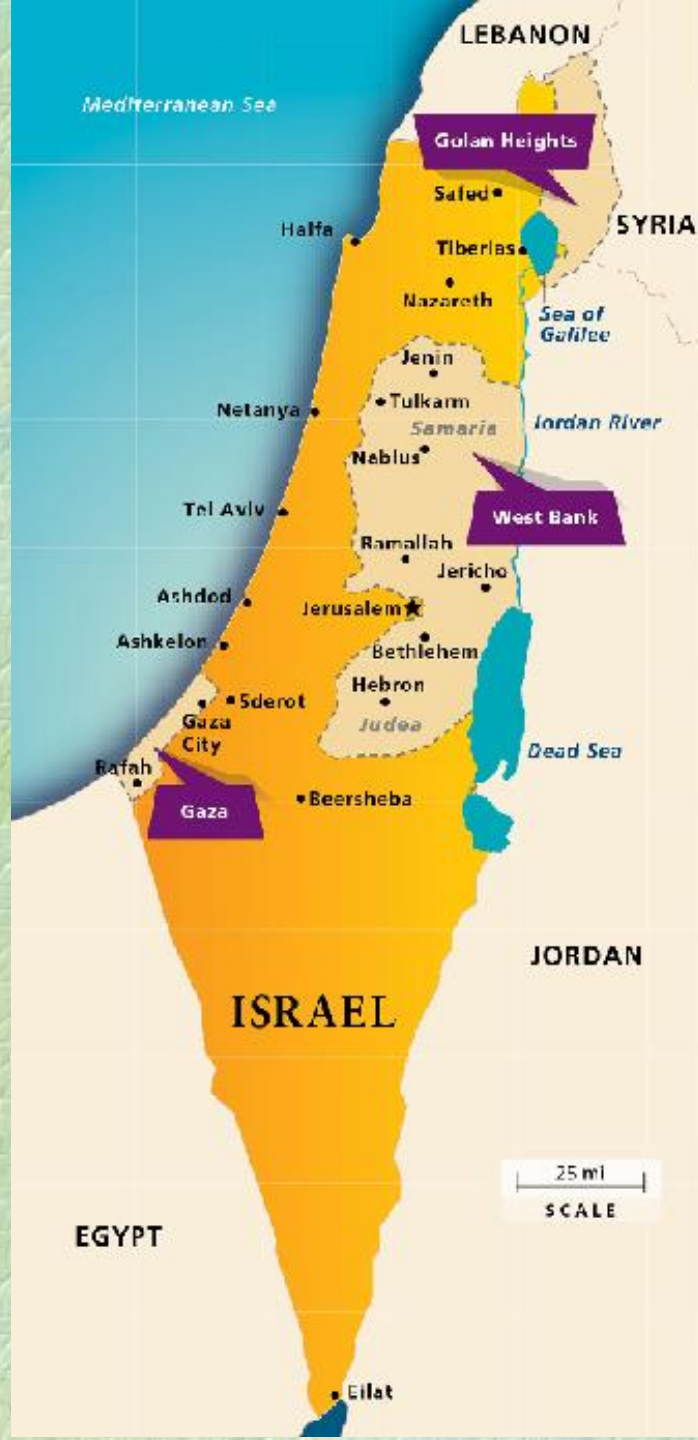 LEBANON
Mediterranean Sea
Golan Heights
Safed
SYRIA
Haifa
Tiberias
Nazareth
Sea of
Galilee
Jenin
Tulkarm
Netanya
Samaria
Jordan River
Nablus
West Bank
Tel Aviv
Ramallah
Jericho
Ashdod
Jerusalem
Ashkelon
Bethlehem
Hebron
Sderot
Gaza
City
Judea
Dead Sea
Rafah
Gaza
Beersheba
JORDAN
ISRAEL
25 mi
SCALE
EGYPT
Eilat